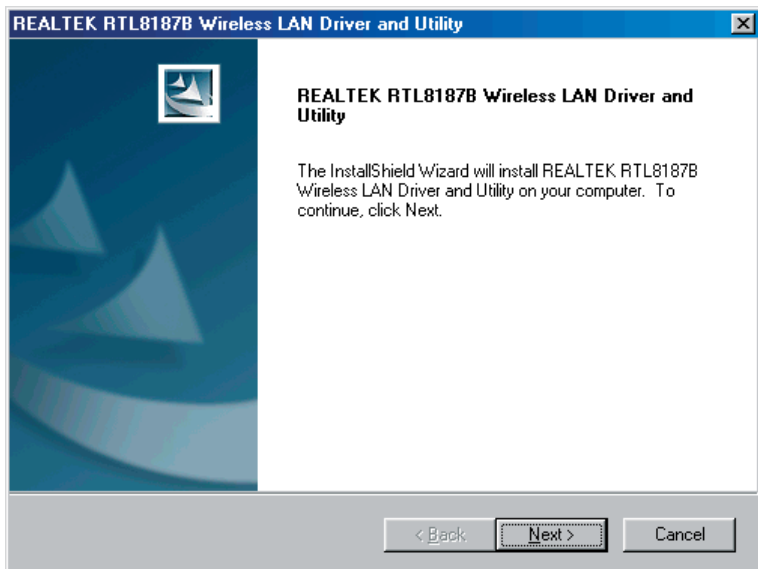 REALTEK RTL8187B Wireless LAN Driver and Utility
REALTEK RTL8187B Wireless LAN Driver and
Utility
The InstallShield Wizard will install REALTEK RTL8187B
Wireless LAN Driver and Utility on your computer. To
continue, click Next.
< Back Next > Cancel